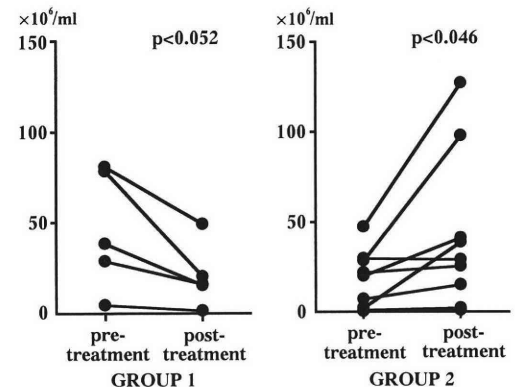 ×10⁶/ml
150
p<0.052
100
50
0
pre-
treatment
post-
treatment
GROUP 1
×10⁶/ml
150
p<0.046
100
50
0
pre-
treatment
post-
treatment
GROUP 2